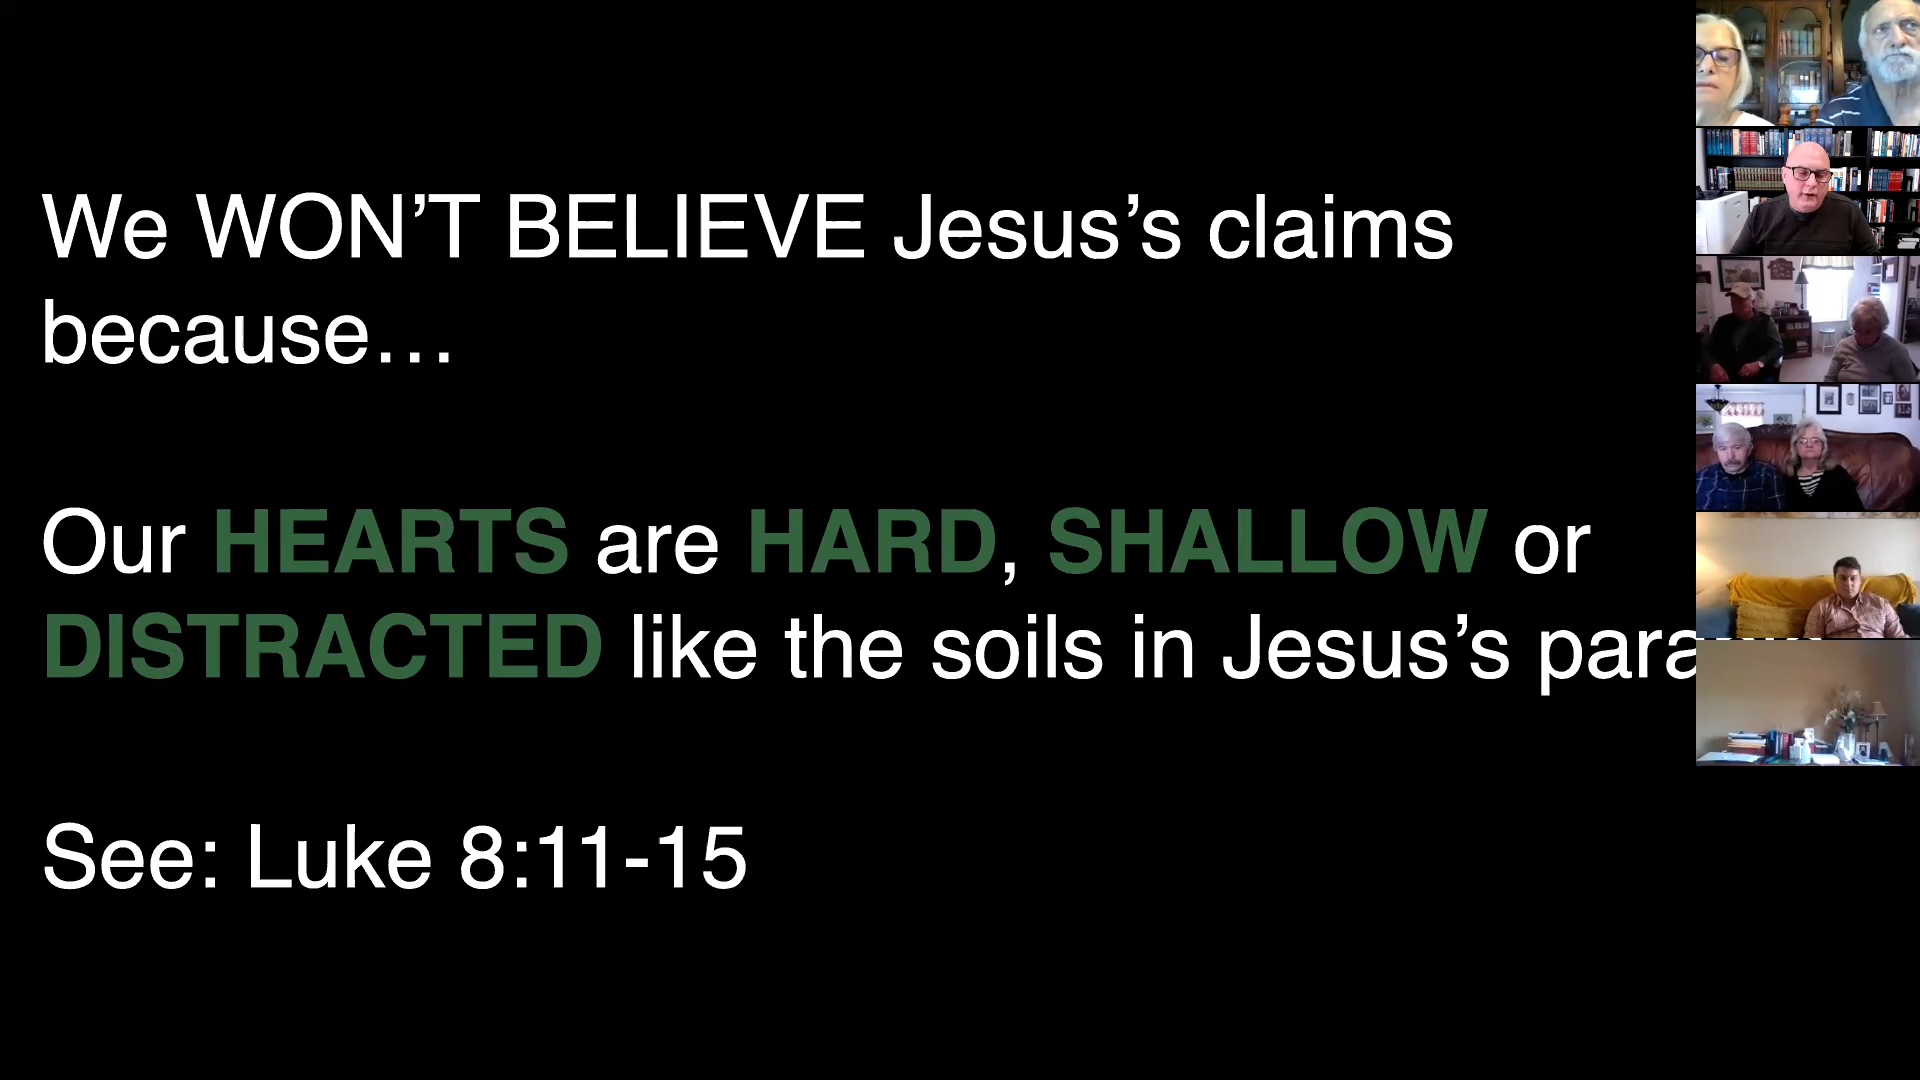 We WON’T BELIEVE Jesus’s claims
because…
Our HEARTS are HARD, SHALLOW or
DISTRACTED like the soils in Jesus’s para
See: Luke 8:11-15